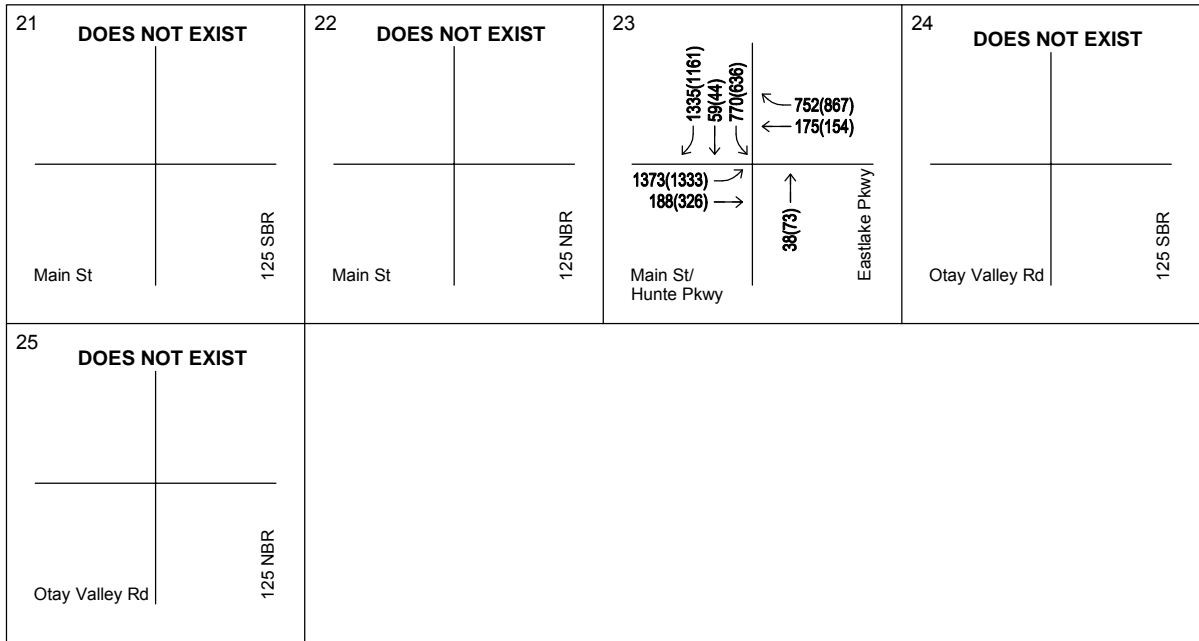 21
DOES NOT EXIST
Main St
125 SBR
22
DOES NOT EXIST
Main St
125 NBR
23
1335(1161)
59(44)
770(636)
752(867)
175(154)
1373(1333)
188(326)
38(73)
Main St/
Hunte Pkwy
Eastlake Pkwy
24
DOES NOT EXIST
Otay Valley Rd
125 SBR
25
DOES NOT EXIST
Otay Valley Rd
125 NBR